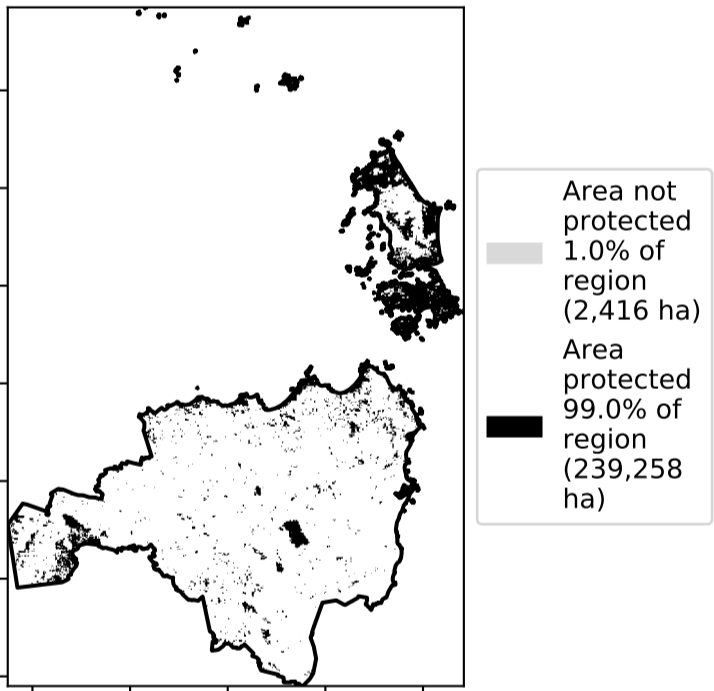 Area not
protected
1.0% of
region
(2,416 ha)
Area
protected
99.0% of
region
(239,258
ha)